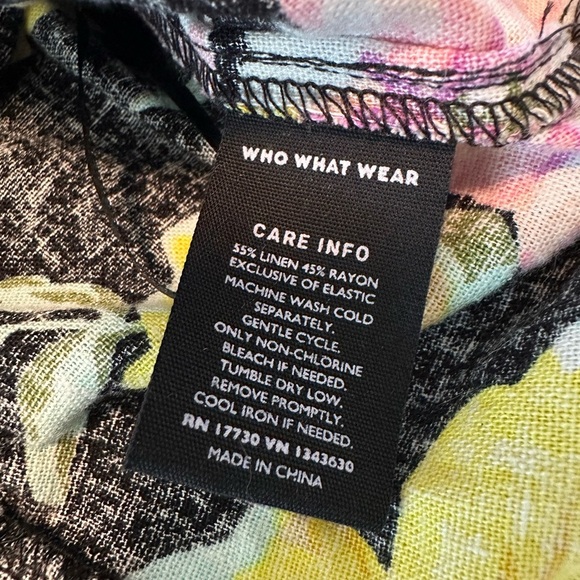 WHO WHAT WEAR
CARE INFO
55% LINEN 45% RAYON
EXCLUSIVE OF ELASTIC
MACHINE WASH COLD
SEPARATELY.
GENTLE CYCLE.
ONLY NON-CHLORINE
BLEACH IF NEEDED.
TUMBLE DRY LOW.
REMOVE PROMPTLY.
COOL IRON IF NEEDED.
RN 17730 VN 1343630
MADE IN CHINA